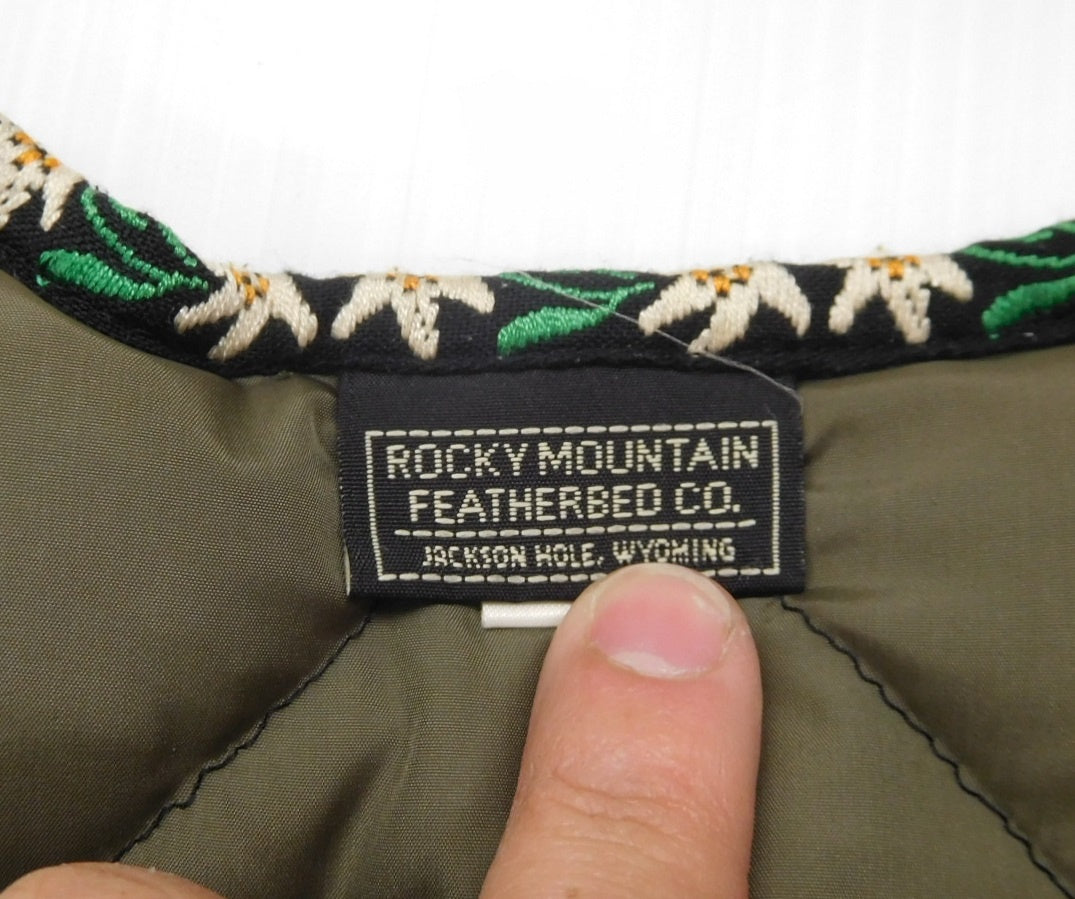 ROCKY MOUNTAIN
FEATHERBED CO.
JACKSON HOLE, WYOMING